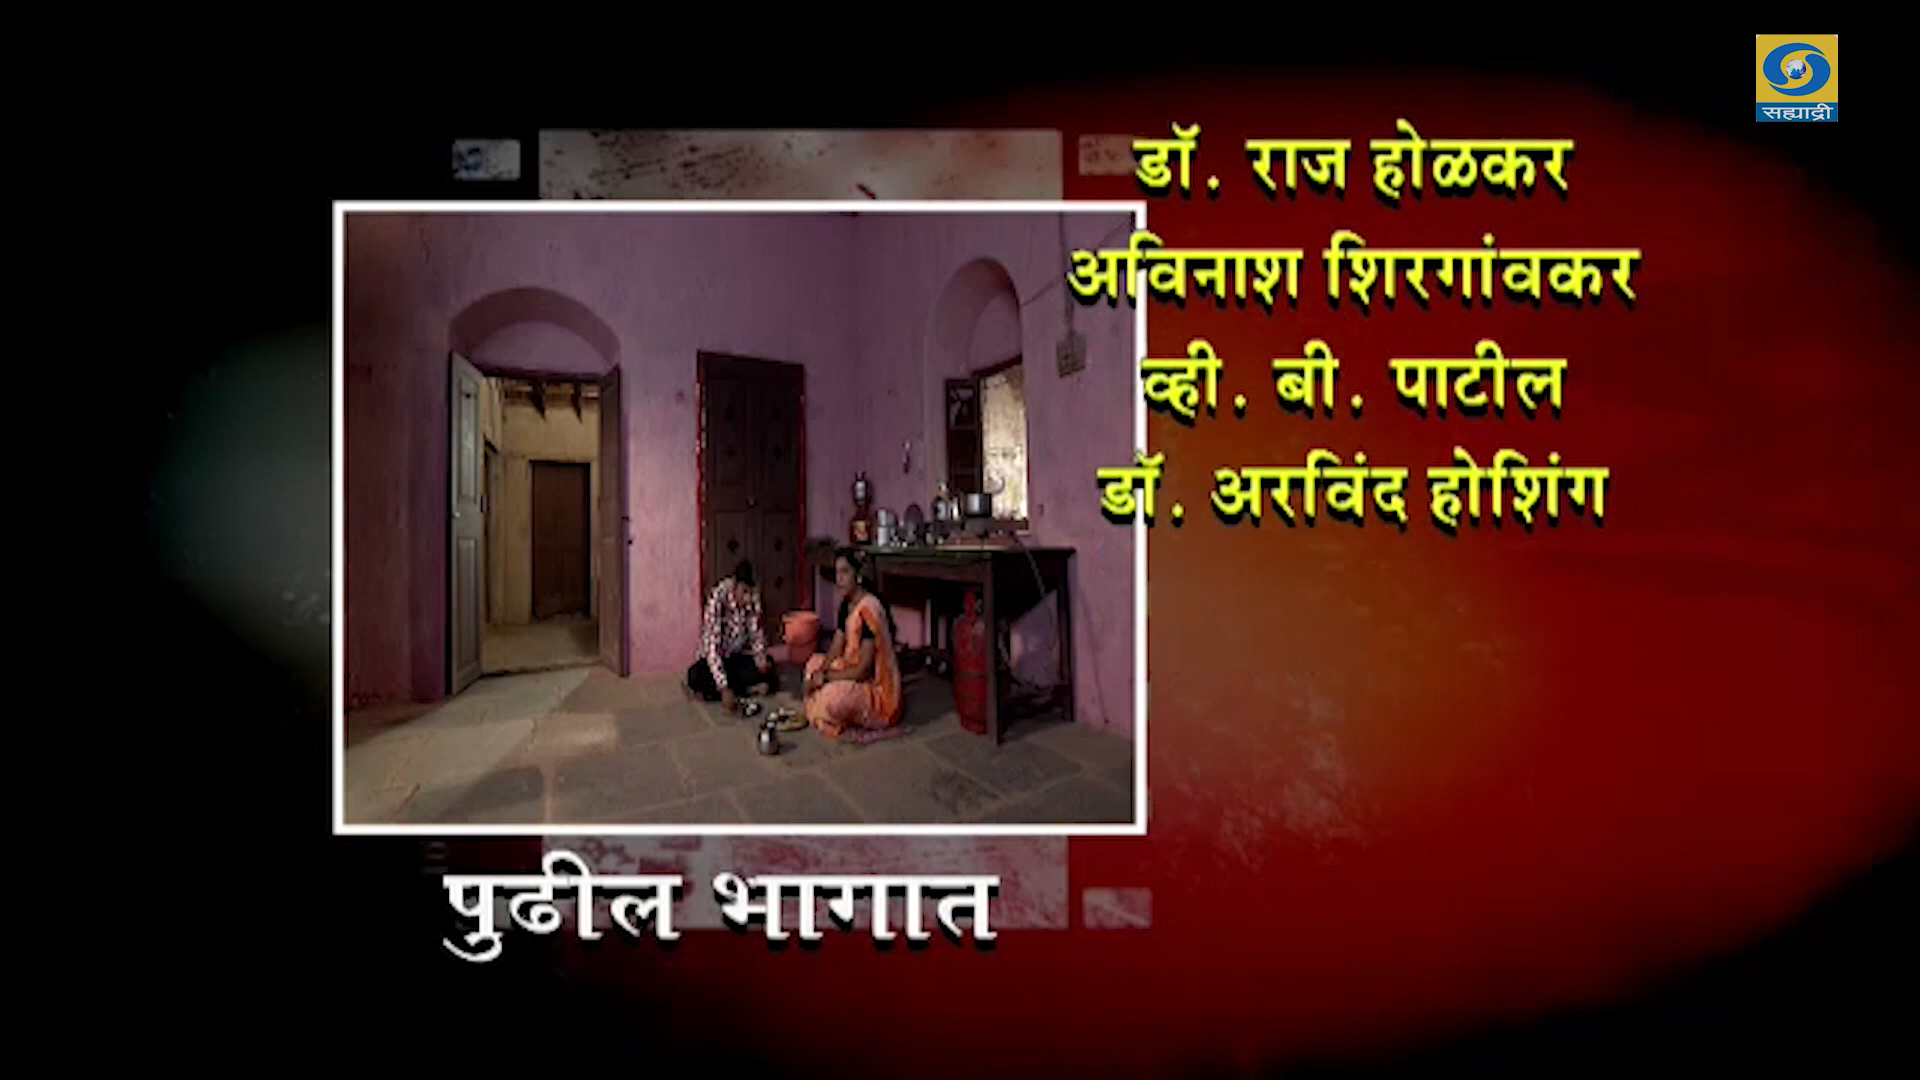 सह्याद्री
डॉ. राज होळकर
अविनाश शिरगांवकर
व्ही. बी. पाटील
डॉ. अरविंद होशिंग
पुढील भागात